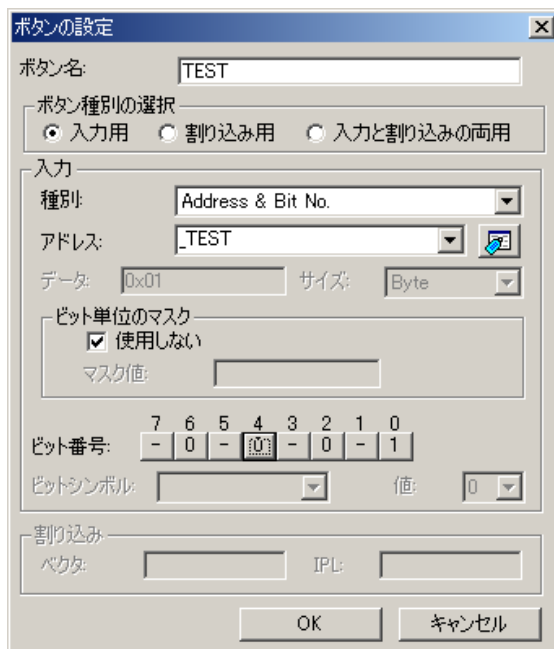 ボタンの設定
ボタン名: TEST
ボタン種別の選択
入力用 割り込み用 入力と割り込みの両用
入力
種別: Address & Bit No.
アドレス: _TEST
データ: 0x01 サイズ: Byte
ビット単位のマスク
使用しない
マスク値:
7 6 5 4 3 2 1 0
ビット番号: - 0 - 0 - 0 - 1
ビットシンボル: 値: 0
割り込み
ベクタ: IPL:
OK キャンセル